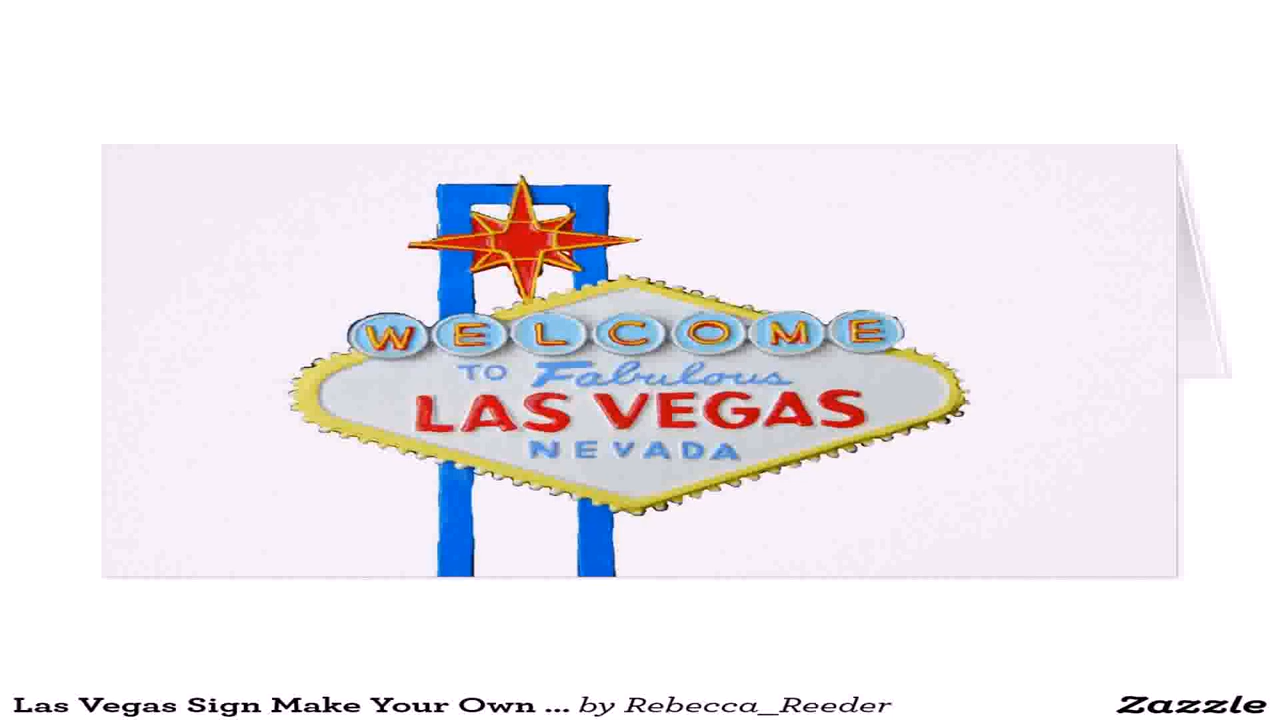 WELCOME
TO Fabulous
LAS VEGAS
NEVADA
Las Vegas Sign Make Your Own ... by Rebecca_Reeder
Zazzle